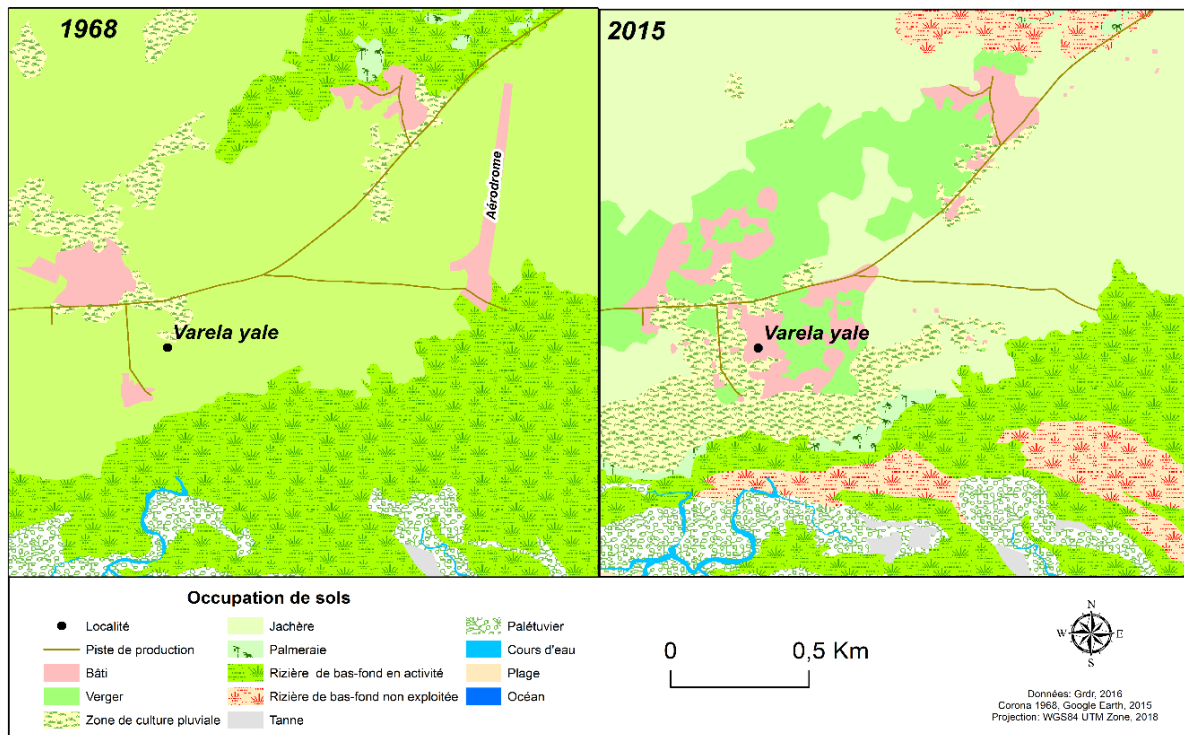 1968
2015
Aérodrome
Varela yale
Varela yale
Occupation de sols
Localité
Piste de production
Bâti
Verger
Zone de culture pluviale
Jachère
Palmeraie
Rizière de bas-fond en activité
Rizière de bas-fond non exploitée
Tanne
Palétuvier
Cours d'eau
Plage
Océan
0 0,5 Km
N
W E
S
Données: Grdr, 2016
Corona 1968, Google Earth, 2015
Projection: WGS84 UTM Zone, 2018